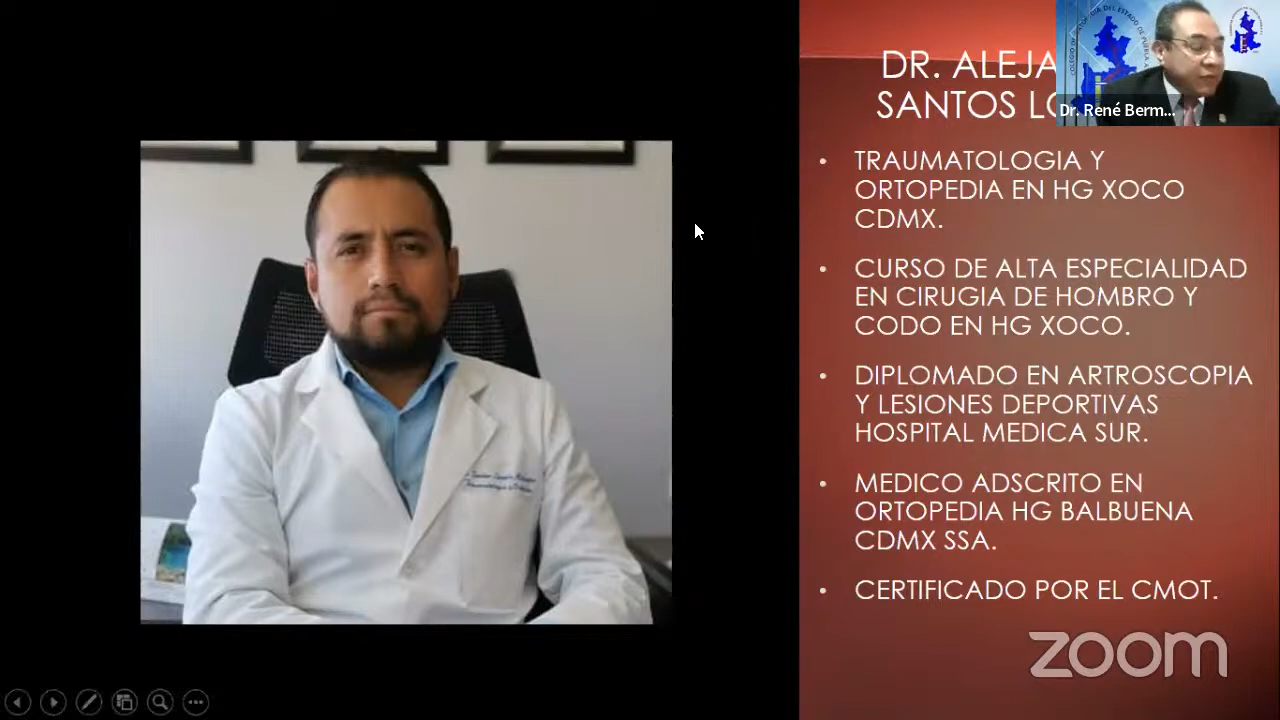 DR.
SANTOS
TRAUMATOLOGIA Y
ORTOPEDIA EN HG XOCO
CDMX.
CURSO DE ALTA ESPECIALIDAD
EN CIRUGIA DE HOMBRO Y
CODO EN HG XOCO.
DIPLOMADO EN ARTROSCOPIA
Y LESIONES DEPORTIVAS
HOSPITAL MEDICA SUR.
MEDICO ADSCRITO EN
ORTOPEDIA HG BALBUENA
CDMX SSA.
CERTIFICADO POR EL CMOT.
Dr. René Berm...
zoom